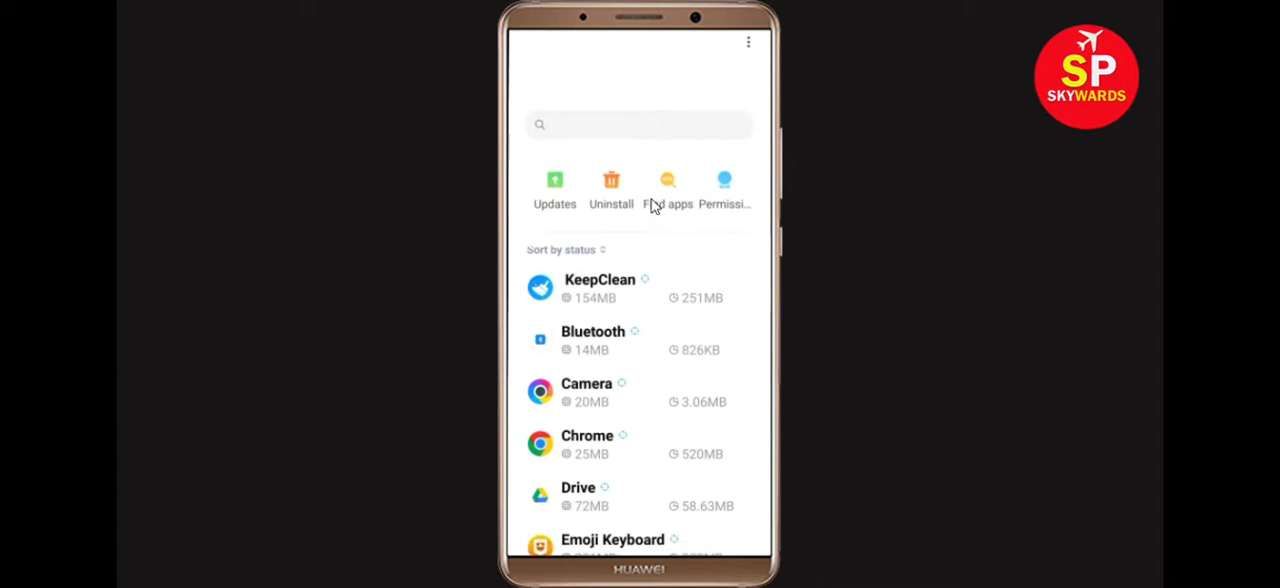 SP
SKYWARDS
Updates Uninstall Find apps Permissi...
Sort by status
KeepClean
154MB 251MB
Bluetooth
14MB 826KB
Camera
20MB 3.06MB
Chrome
25MB 520MB
Drive
72MB 58.63MB
Emoji Keyboard
HUAWEI